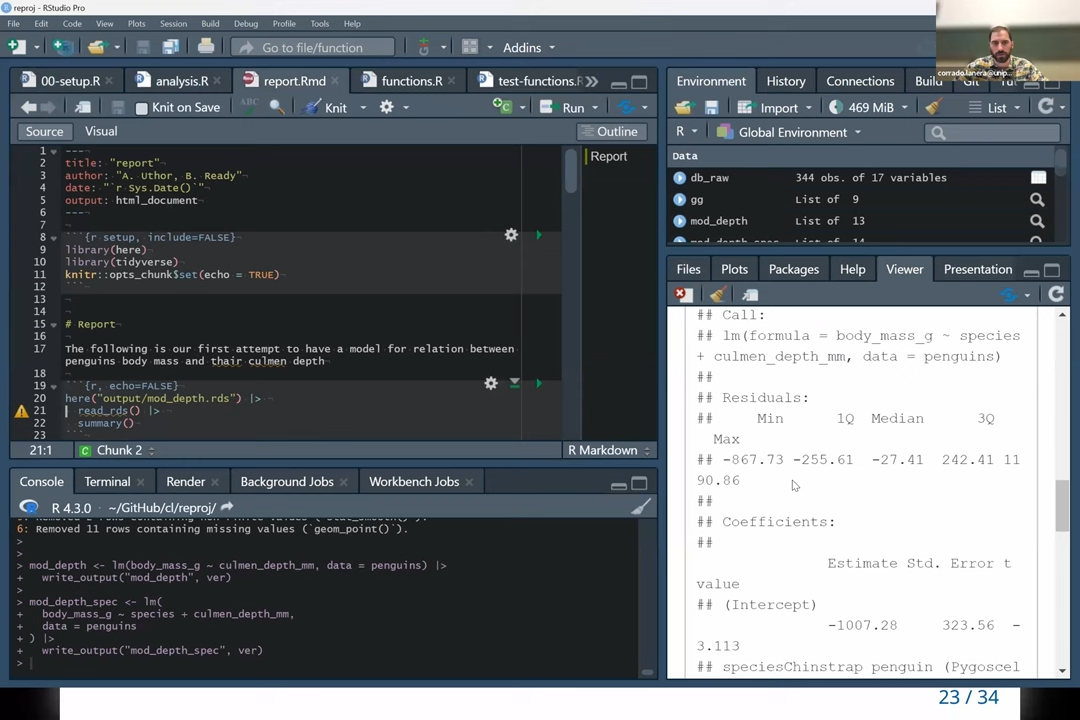 reproj - RStudio Pro
File Edit Code View Plots Session Build Debug Profile Tools Help
Go to file/function Addins
corrado.lanera@unip...
00-setup.R analysis.R report.Rmd functions.R test-functions.R
Knit on Save ABC Knit Run
Source Visual Outline
1 ---
2 title: "report"
3 author: "A. Uthor, B. Ready"
4 date: "`r Sys.Date()`"
5 output: html_document
6 ---
7
8 ```{r setup, include=FALSE}
9 library(here)
10 library(tidyverse)
11 knitr::opts_chunk$set(echo = TRUE)
12 ```
13
14
15 # Report
16
17 The following is our first attempt to have a model for relation between
penguins body mass and thair culmen depth
18
19 ```{r, echo=FALSE}
20 here("output/mod_depth.rds") |>
21 read_rds() |>
22 summary()
23
Report
21:1 Chunk 2 R Markdown
Console Terminal Render Background Jobs Workbench Jobs
R 4.3.0 · ~/GitHub/cl/reproj/
6: Removed 11 rows containing missing values (`geom_point()`).
>
>
mod_depth <- lm(body_mass_g ~ culmen_depth_mm, data = penguins) |>
+ write_output("mod_depth", ver)
>
mod_depth_spec <- lm(
+ body_mass_g ~ species + culmen_depth_mm,
+ data = penguins
+ ) |>
+ write_output("mod_depth_spec", ver)
>
Environment History Connections Build Git Tu
Import 469 MiB List
R Global Environment
Data
db_raw 344 obs. of 17 variables
gg List of 9
mod_depth List of 13
mod_depth_spec List of 14
Files Plots Packages Help Viewer Presentation
## Call:
## lm(formula = body_mass_g ~ species
+ culmen_depth_mm, data = penguins)
##
## Residuals:
## Min 1Q Median 3Q
Max
## -867.73 -255.61 -27.41 242.41 11
90.86
##
## Coefficients:
##
Estimate Std. Error t
value
## (Intercept)
-1007.28 323.56 -
3.113
## speciesChinstrap penguin (Pygoscel
23 / 34